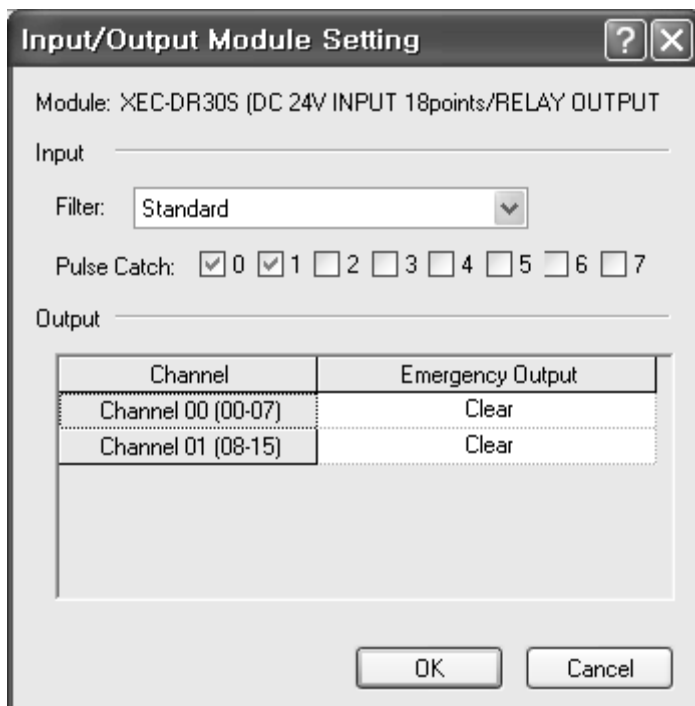 Input/Output Module Setting
Module: XEC-DR30S (DC 24V INPUT 18points/RELAY OUTPUT
Input
Filter: Standard
Pulse Catch: 0 1 2 3 4 5 6 7
Output
Channel Emergency Output
Channel 00 (00-07) Clear
Channel 01 (08-15) Clear
OK Cancel